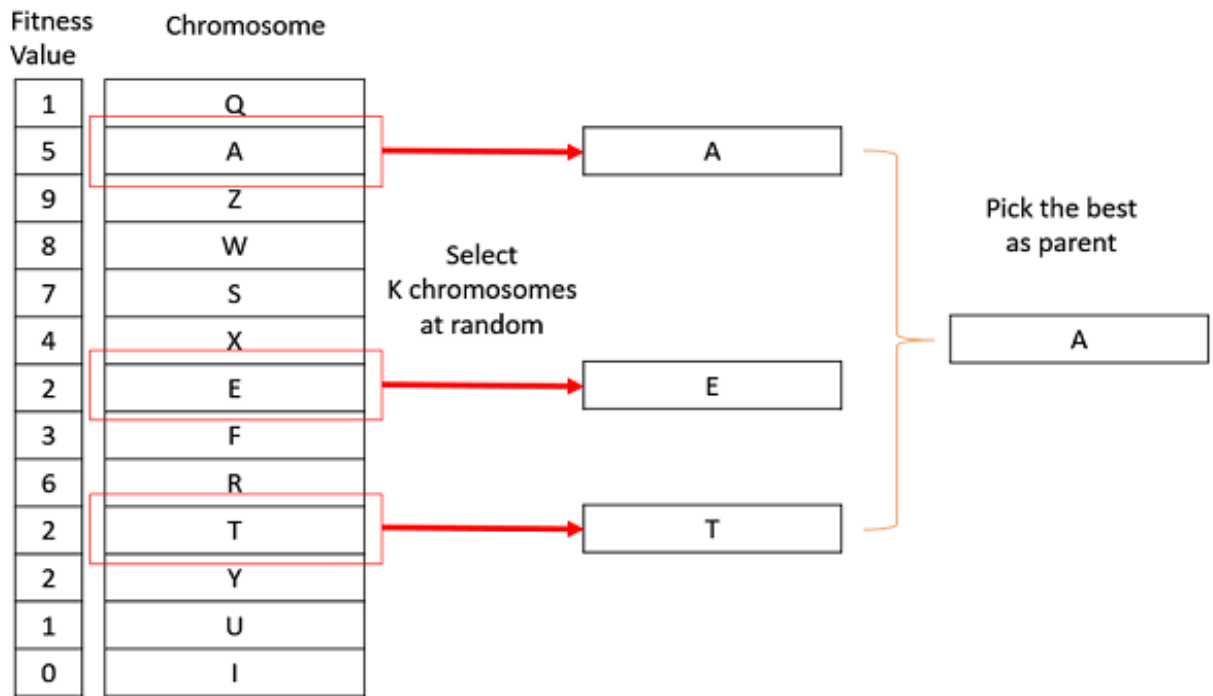 Fitness
Value
Chromosome
1 Q
5 A
9 Z
8 W
7 S
4 X
2 E
3 F
6 R
2 T
2 Y
1 U
0 I
Select
K chromosomes
at random
A
E
T
Pick the best
as parent
A